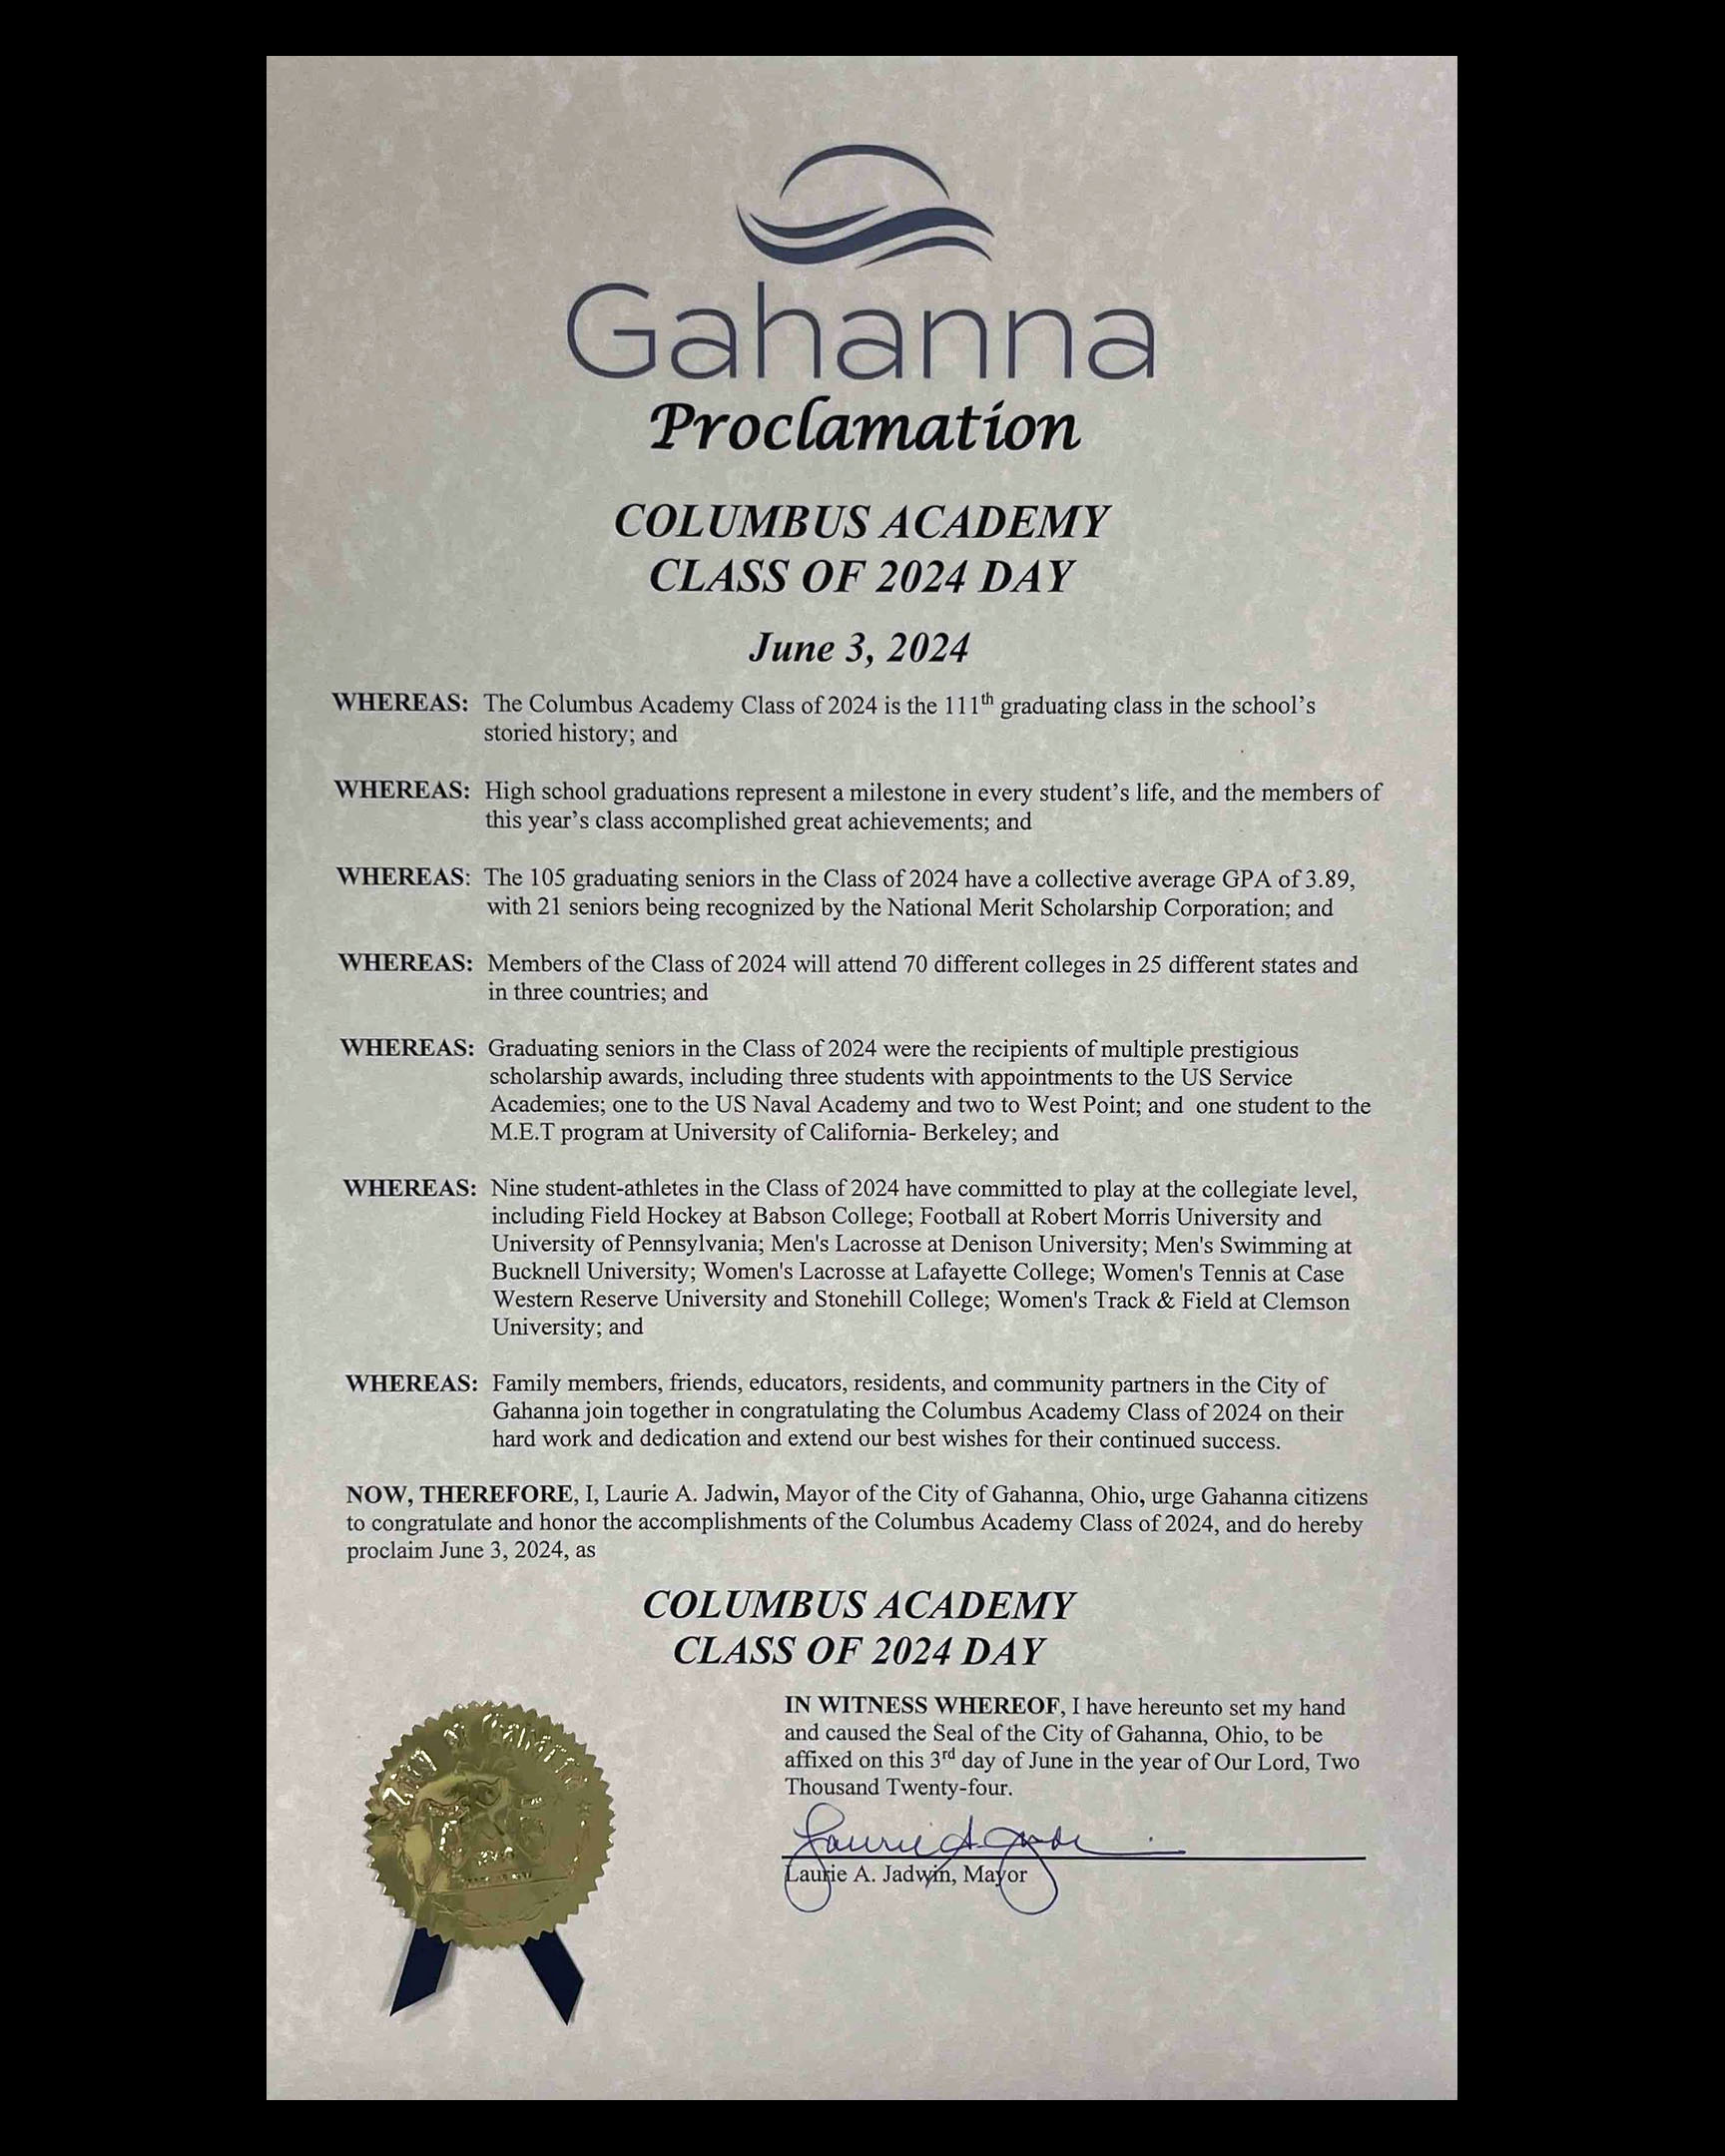 Gahanna
Proclamation
COLUMBUS ACADEMY
CLASS OF 2024 DAY
June 3, 2024
WHEREAS: The Columbus Academy Class of 2024 is the 111th graduating class in the school's
storied history; and
WHEREAS: High school graduations represent a milestone in every student's life, and the members of
this year's class accomplished great achievements; and
WHEREAS: The 105 graduating seniors in the Class of 2024 have a collective average GPA of 3.89,
with 21 seniors being recognized by the National Merit Scholarship Corporation; and
WHEREAS: Members of the Class of 2024 will attend 70 different colleges in 25 different states and
in three countries; and
WHEREAS: Graduating seniors in the Class of 2024 were the recipients of multiple prestigious
scholarship awards, including three students with appointments to the US Service
Academies; one to the US Naval Academy and two to West Point; and one student to the
M.E.T program at University of California- Berkeley; and
WHEREAS: Nine student-athletes in the Class of 2024 have committed to play at the collegiate level,
including Field Hockey at Babson College; Football at Robert Morris University and
University of Pennsylvania; Men's Lacrosse at Denison University; Men's Swimming at
Bucknell University; Women's Lacrosse at Lafayette College; Women's Tennis at Case
Western Reserve University and Stonehill College; Women's Track & Field at Clemson
University; and
WHEREAS: Family members, friends, educators, residents, and community partners in the City of
Gahanna join together in congratulating the Columbus Academy Class of 2024 on their
hard work and dedication and extend our best wishes for their continued success.
NOW, THEREFORE, I, Laurie A. Jadwin, Mayor of the City of Gahanna, Ohio, urge Gahanna citizens
to congratulate and honor the accomplishments of the Columbus Academy Class of 2024, and do hereby
proclaim June 3, 2024, as
COLUMBUS ACADEMY
CLASS OF 2024 DAY
IN WITNESS WHEREOF, I have hereunto set my hand
and caused the Seal of the City of Gahanna, Ohio, to be
affixed on this 3rd day of June in the year of Our Lord, Two
Thousand Twenty-four.
Laurie A. Jadwin, Mayor